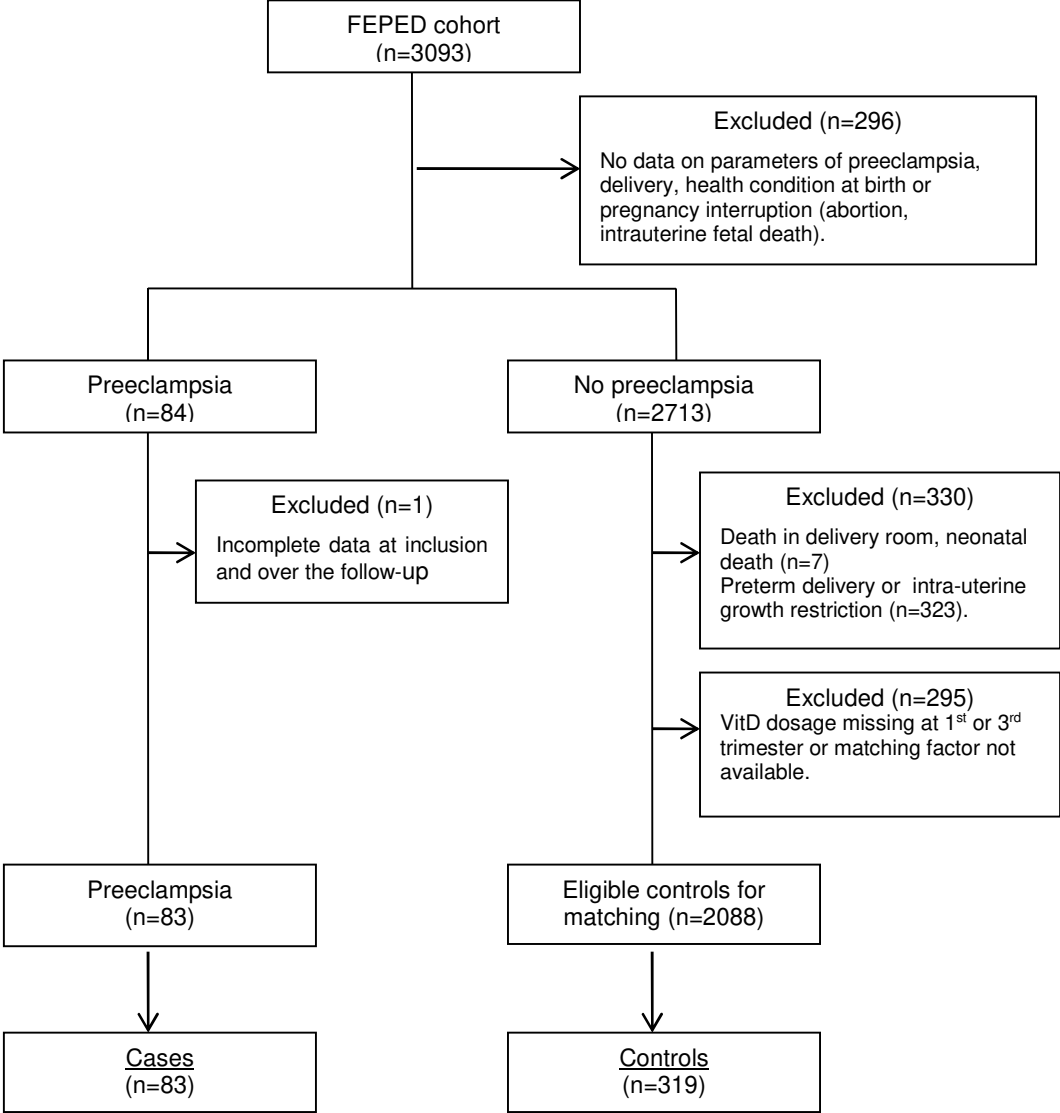 FEPED cohort
(n=3093)
Excluded (n=296)
No data on parameters of preeclampsia,
delivery, health condition at birth or
pregnancy interruption (abortion,
intrauterine fetal death).
Preeclampsia
(n=84)
No preeclampsia
(n=2713)
Excluded (n=1)
Incomplete data at inclusion
and over the follow-up
Excluded (n=330)
Death in delivery room, neonatal
death (n=7)
Preterm delivery or intra-uterine
growth restriction (n=323).
Excluded (n=295)
VitD dosage missing at 1st or 3rd
trimester or matching factor not
available.
Preeclampsia
(n=83)
Eligible controls for
matching (n=2088)
Cases
(n=83)
Controls
(n=319)